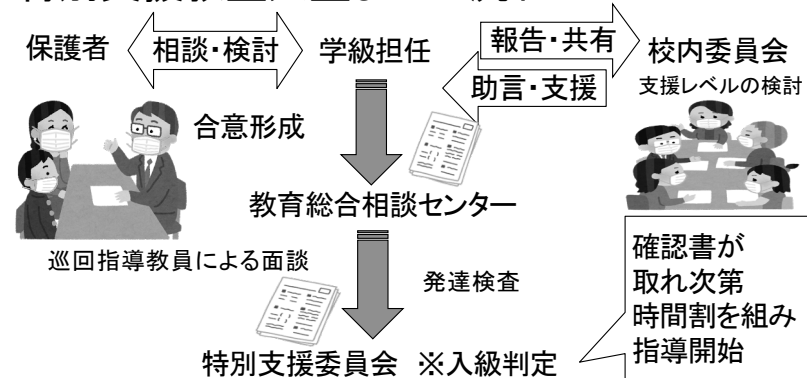 保護者
相談・検討
学級担任
報告・共有
助言・支援
校内委員会
支援レベルの検討
合意形成
教育総合相談センター
巡回指導教員による面談
発達検査
特別支援委員会 ※入級判定
確認書が
取れ次第
時間割を組み
指導開始